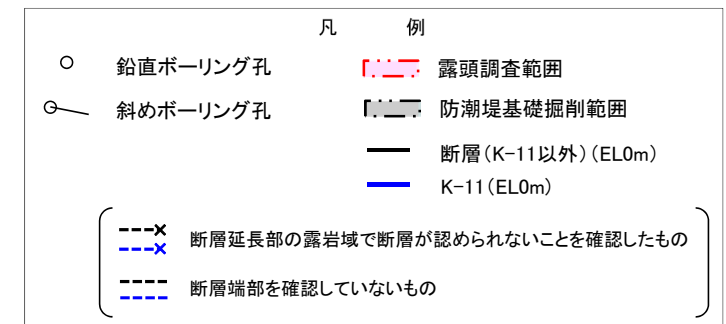 凡 例
鉛直ボーリング孔
露頭調査範囲
斜めボーリング孔
防潮堤基礎掘削範囲
断層(K-11以外)(EL0m)
K-11(EL0m)
断層延長部の露岩域で断層が認められないことを確認したもの
断層端部を確認していないもの